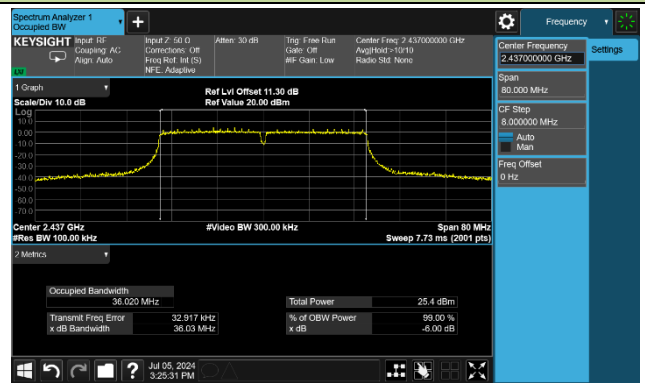 Spectrum Analyzer 1
Occupied BW
Frequency
KEYSIGHT
Input: RF
Coupling: AC
Align: Auto
Input Z: 50 Ω
Corrections: Off
Freq Ref: Int (S)
NFE: Adaptive
Atten: 30 dB
Trig: Free Run
Gate: Off
#IF Gain: Low
Center Freq: 2.437000000 GHz
Avg|Hold:>10/10
Radio Std: None
Center Frequency
2.437000000 GHz
Settings
Span
80.000 MHz
CF Step
8.000000 MHz
Auto
Man
Freq Offset
0 Hz
1 Graph
Scale/Div 10.0 dB
Ref Lvl Offset 11.30 dB
Ref Value 20.00 dBm
Log
10.0
0.00
-10.0
-20.0
-30.0
-40.0
-50.0
-60.0
-70.0
Center 2.437 GHz
#Video BW 300.00 kHz
Span 80 MHz
#Res BW 100.00 kHz
Sweep 7.73 ms (2001 pts)
2 Metrics
Occupied Bandwidth
36.020 MHz
Total Power 25.4 dBm
Transmit Freq Error 32.917 kHz
% of OBW Power 99.00 %
x dB Bandwidth 36.03 MHz
x dB -6.00 dB
?
Jul 05, 2024
3:25:31 PM